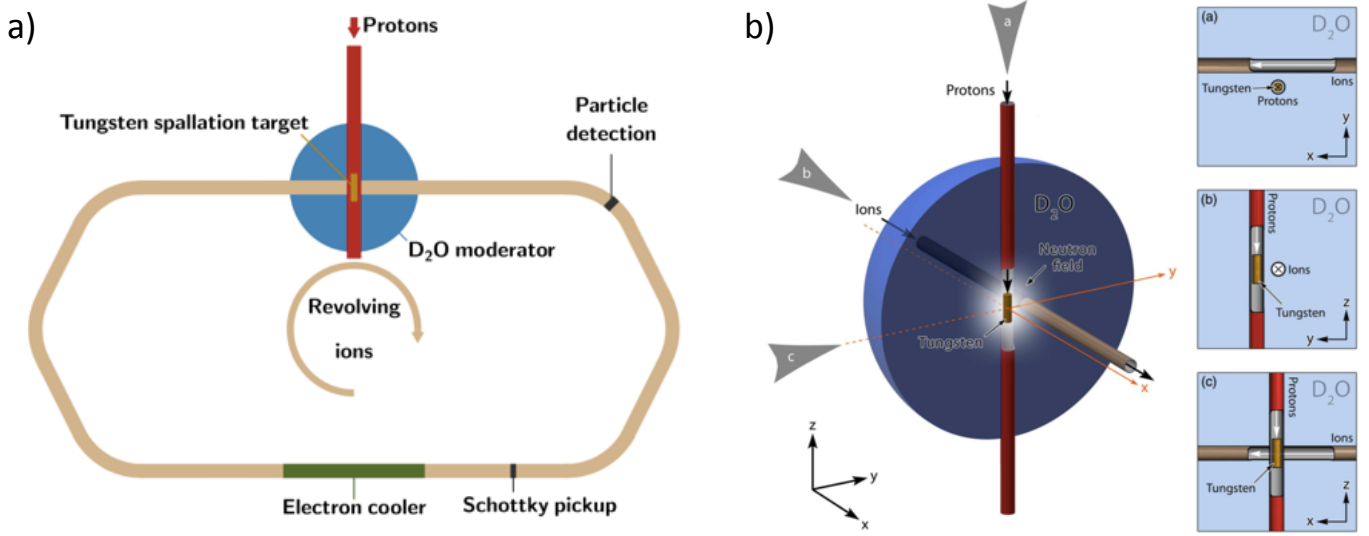 a)
Protons
Tungsten spallation target
Particle
detection
D₂O moderator
Revolving
ions
Electron cooler
Schottky pickup
b)
a
Protons
b
Ions
D₂O
Neutron
field
y
Tungsten
c
x
z
y
x
(a)
D₂O
Ions
Tungsten
Protons
y
x
(b)
Protons
D₂O
Ions
Tungsten
z
y
(c)
Protons
D₂O
Ions
Tungsten
z
x